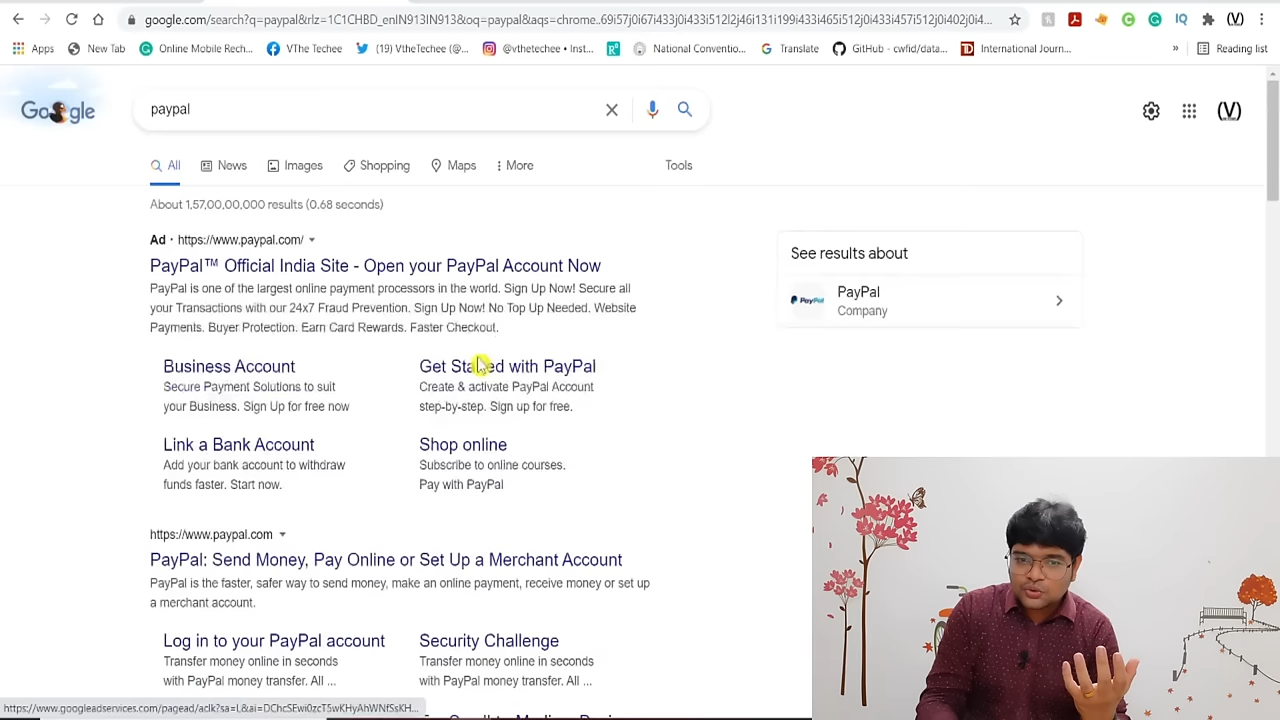 google.com/search?q=paypal&rlz=1C1CHBD_enIN913IN913&oq=paypal&aqs=chrome..69i57j0i67i433j0i433i512l2j46i131i199i433i465i512j0i433i457i512j0i402j0i4...
Apps
New Tab
Online Mobile Rech...
VThe Techee
(20) VtheTechee (@...
@vthetechee • Inst...
National Conventio...
Translate
GitHub - cwfid/data...
International Journ...
»
Reading list
Google
paypal
(V)
All
News
Images
Shopping
Maps
More
Tools
About 1,57,00,00,000 results (0.68 seconds)
Ad · https://www.paypal.com/
PayPal™ Official India Site - Open your PayPal Account Now
PayPal is one of the largest online payment processors in the world. Sign Up Now! Secure all
your Transactions with our 24x7 Fraud Prevention. Sign Up Now! No Top Up Needed. Website
Payments. Buyer Protection. Earn Card Rewards. Faster Checkout.
See results about
PayPal
PayPal
Company
Business Account
Secure Payment Solutions to suit
your Business. Sign Up for free now
Get Started with PayPal
Create & activate PayPal Account
step-by-step. Sign up for free.
Link a Bank Account
Add your bank account to withdraw
funds faster. Start now.
Shop online
Subscribe to online courses.
Pay with PayPal
https://www.paypal.com
PayPal: Send Money, Pay Online or Set Up a Merchant Account
PayPal is the faster, safer way to send money, make an online payment, receive money or set up
a merchant account.
Log in to your PayPal account
Transfer money online in seconds
with PayPal money transfer. All ...
Security Challenge
Transfer money online in seconds
with PayPal money transfer. All ...